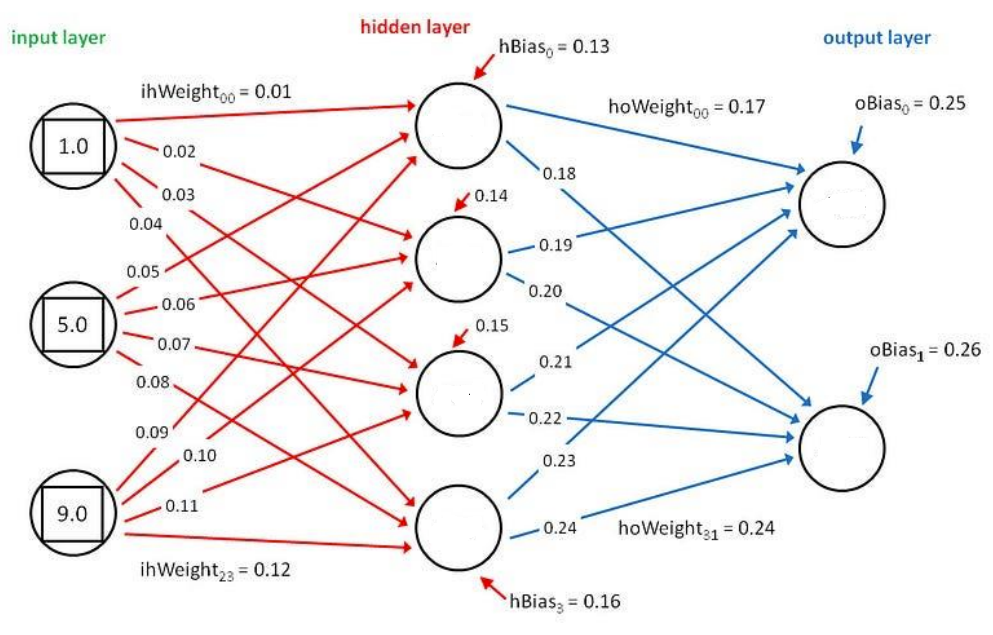 input layer
hidden layer
output layer
hBias₀ = 0.13
ihWeight₀₀ = 0.01
hoWeight₀₀ = 0.17
oBias₀ = 0.25
1.0
0.02
0.03
0.04
0.14
0.18
0.19
0.05
0.06
0.20
5.0
0.07
0.15
0.08
0.21
oBias₁ = 0.26
0.22
0.09
0.10
0.23
9.0
0.11
0.24
hoWeight₃₁ = 0.24
ihWeight₂₃ = 0.12
hBias₃ = 0.16